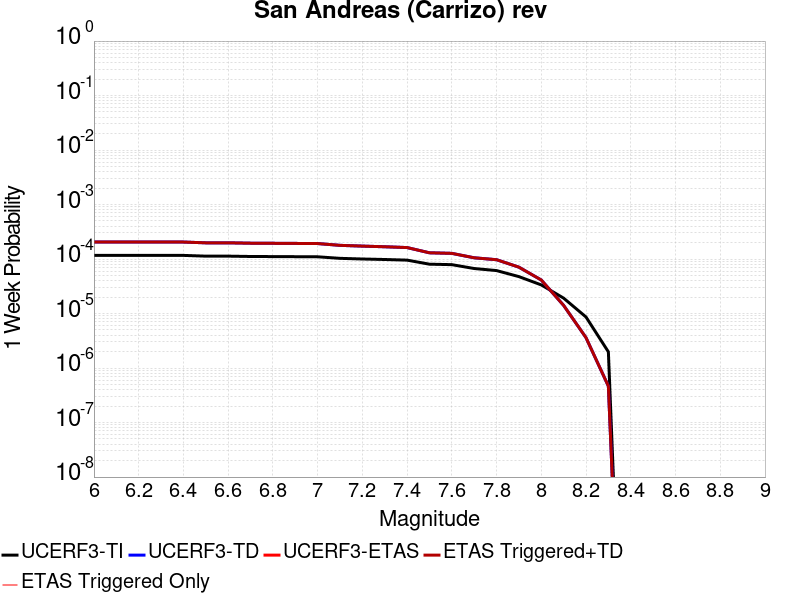 San Andreas (Carrizo) rev
10 0
10 -1
10 -2
10 -3
10 -4
10 -5
10 -6
10 -7
10 -8
1 Week Probability
6 6.2 6.4 6.6 6.8 7 7.2 7.4 7.6 7.8 8 8.2 8.4 8.6 8.8 9
Magnitude
UCERF3-TI UCERF3-TD UCERF3-ETAS ETAS Triggered+TD
ETAS Triggered Only